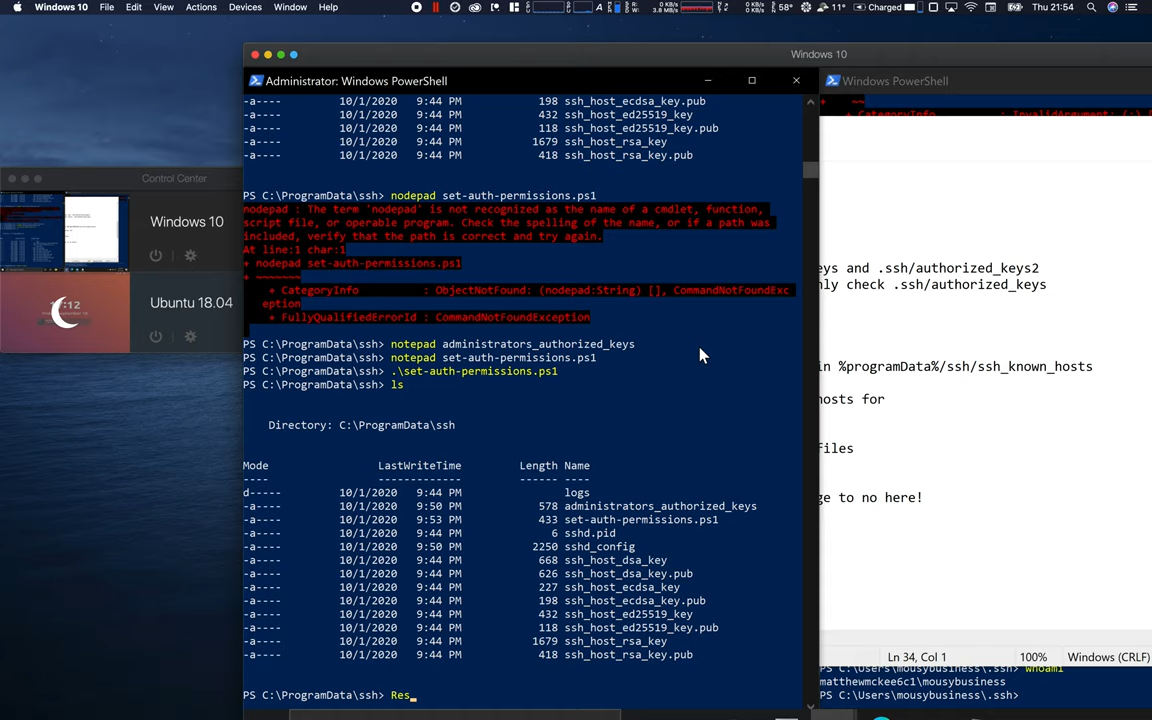 Windows 10 File Edit View Actions Devices Window Help
58° 11° Charged Thu 21:54
Windows 10
Administrator: Windows PowerShell
Windows PowerShell
-a---- 10/1/2020 9:44 PM 198 ssh_host_ecdsa_key.pub
-a---- 10/1/2020 9:44 PM 432 ssh_host_ed25519_key
-a---- 10/1/2020 9:44 PM 118 ssh_host_ed25519_key.pub
-a---- 10/1/2020 9:44 PM 1679 ssh_host_rsa_key
-a---- 10/1/2020 9:44 PM 418 ssh_host_rsa_key.pub
PS C:\ProgramData\ssh> nodepad set-auth-permissions.ps1
nodepad : The term 'nodepad' is not recognized as the name of a cmdlet, function,
script file, or operable program. Check the spelling of the name, or if a path was
included, verify that the path is correct and try again.
At line:1 char:1
+ nodepad set-auth-permissions.ps1
+ ~~~~~~~
+ CategoryInfo : ObjectNotFound: (nodepad:String) [], CommandNotFoundExc
eption
+ FullyQualifiedErrorId : CommandNotFoundException
PS C:\ProgramData\ssh> notepad administrators_authorized_keys
PS C:\ProgramData\ssh> notepad set-auth-permissions.ps1
PS C:\ProgramData\ssh> .\set-auth-permissions.ps1
PS C:\ProgramData\ssh> ls
Directory: C:\ProgramData\ssh
Mode LastWriteTime Length Name
---- ------------- ------ ----
d----- 10/1/2020 9:44 PM logs
-a---- 10/1/2020 9:50 PM 578 administrators_authorized_keys
-a---- 10/1/2020 9:53 PM 433 set-auth-permissions.ps1
-a---- 10/1/2020 9:44 PM 6 sshd.pid
-a---- 10/1/2020 9:50 PM 2250 sshd_config
-a---- 10/1/2020 9:44 PM 668 ssh_host_dsa_key
-a---- 10/1/2020 9:44 PM 626 ssh_host_dsa_key.pub
-a---- 10/1/2020 9:44 PM 227 ssh_host_ecdsa_key
-a---- 10/1/2020 9:44 PM 198 ssh_host_ecdsa_key.pub
-a---- 10/1/2020 9:44 PM 432 ssh_host_ed25519_key
-a---- 10/1/2020 9:44 PM 118 ssh_host_ed25519_key.pub
-a---- 10/1/2020 9:44 PM 1679 ssh_host_rsa_key
-a---- 10/1/2020 9:44 PM 418 ssh_host_rsa_key.pub
PS C:\ProgramData\ssh> Res_
Control Center
Windows 10
Ubuntu 18.04
+ ~~
+ CategoryInfo : InvalidArgument: (:) [
eys and .ssh/authorized_keys2
nly check .ssh/authorized_keys
in %programData%/ssh/ssh_known_hosts
hosts for
files
ge to no here!
Ln 34, Col 1 100% Windows (CRLF)
PS C:\Users\mousybusiness\.ssh> whoami
matthewmckee6c1\mousybusiness
PS C:\Users\mousybusiness\.ssh>